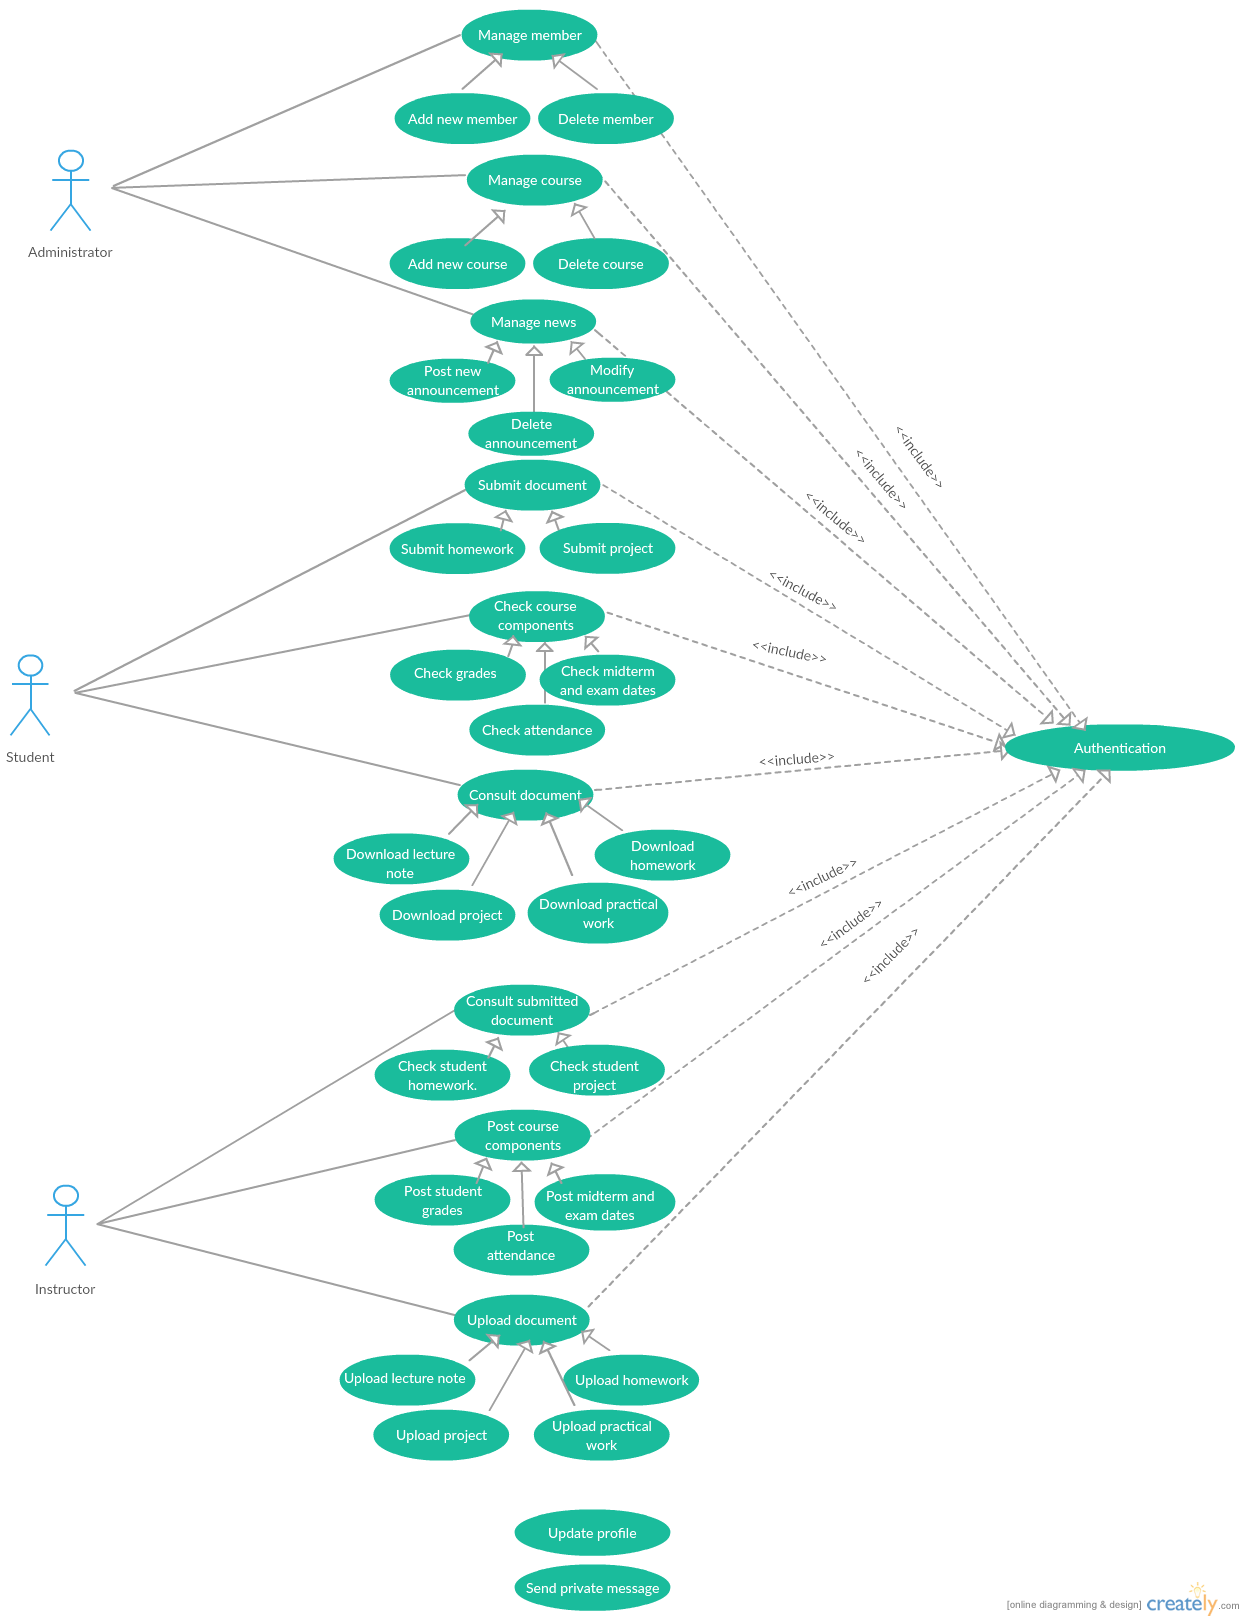 Manage member
Add new member
Delete member
Manage course
Administrator
Add new course
Delete course
Manage news
Post new
announcement
Modify
announcement
Delete
announcement
<<include>>
<<include>>
<<include>>
Submit document
Submit homework
Submit project
<<include>>
Check course
components
<<include>>
Check grades
Check midterm
and exam dates
Check attendance
Student
Authentication
<<include>>
Consult document
Download lecture
note
Download
homework
Download project
Download practical
work
<<include>>
<<include>>
<<include>>
Consult submitted
document
Check student
homework.
Check student
project
Post course
components
Post student
grades
Post midterm and
exam dates
Post
attendance
Instructor
Upload document
Upload lecture note
Upload homework
Upload project
Upload practical
work
Update profile
Send private message
[online diagramming & design] creately.com